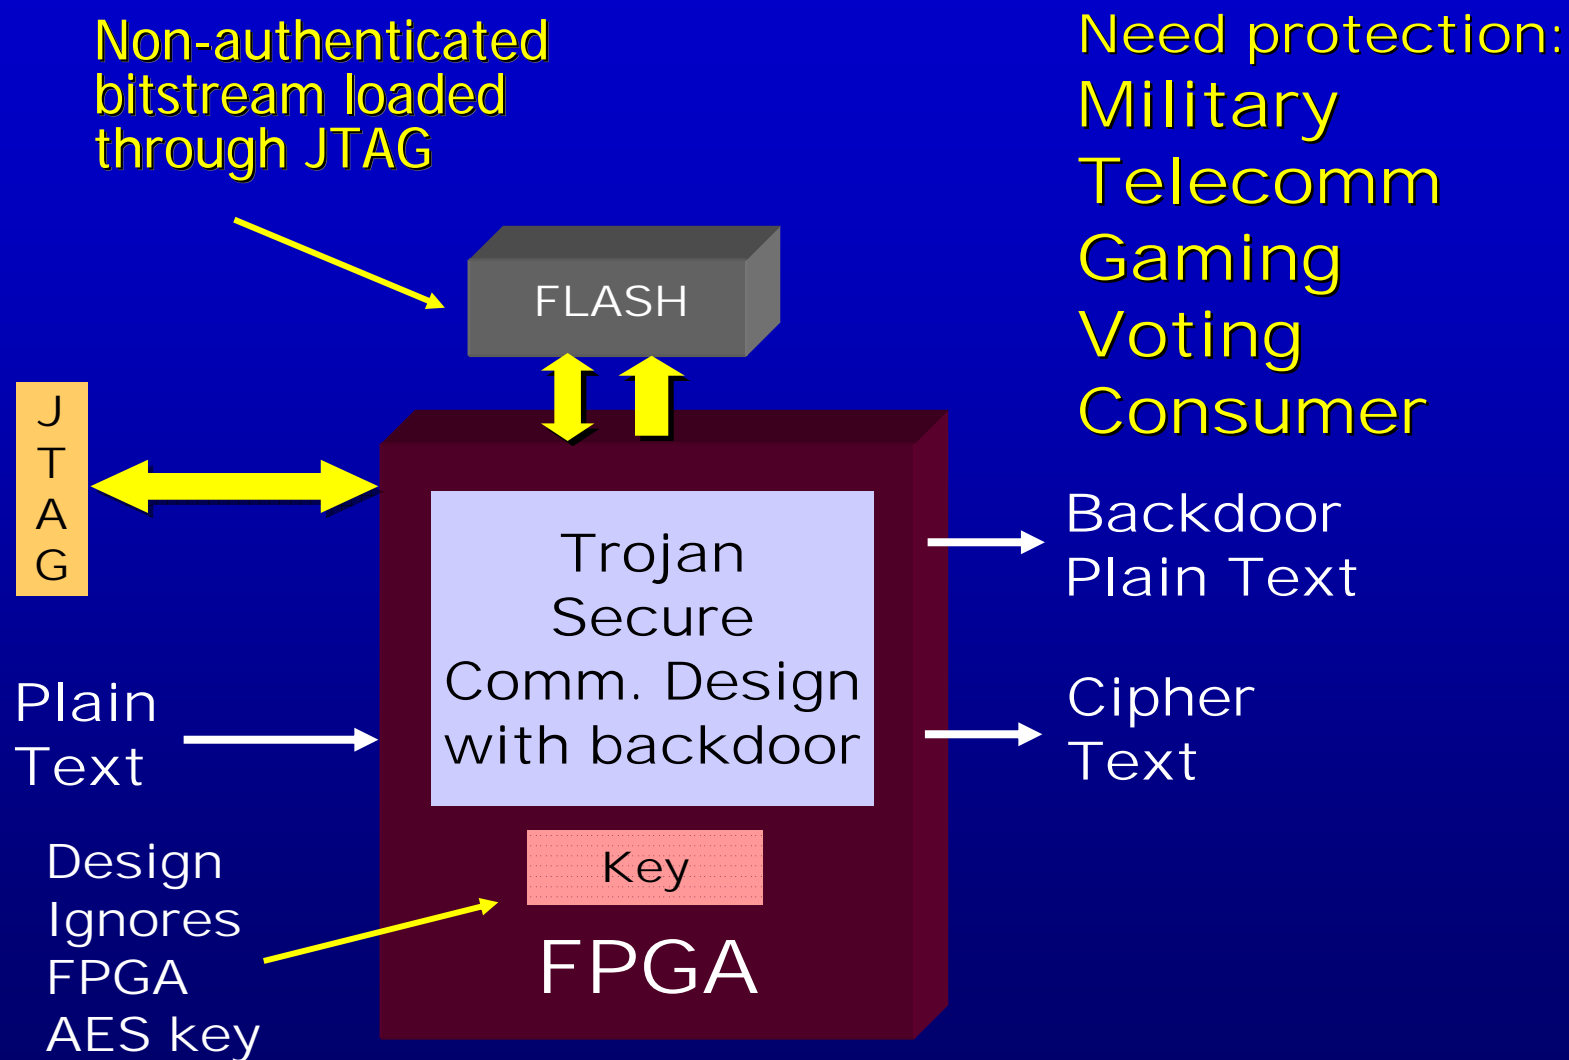 Non-authenticated
bitstream loaded
through JTAG
Need protection:
Military
Telecomm
Gaming
Voting
Consumer
FLASH
J
T
A
G
Trojan
Secure
Comm. Design
with backdoor
Backdoor
Plain Text
Plain
Text
Cipher
Text
Key
Design
Ignores
FPGA
AES key
FPGA